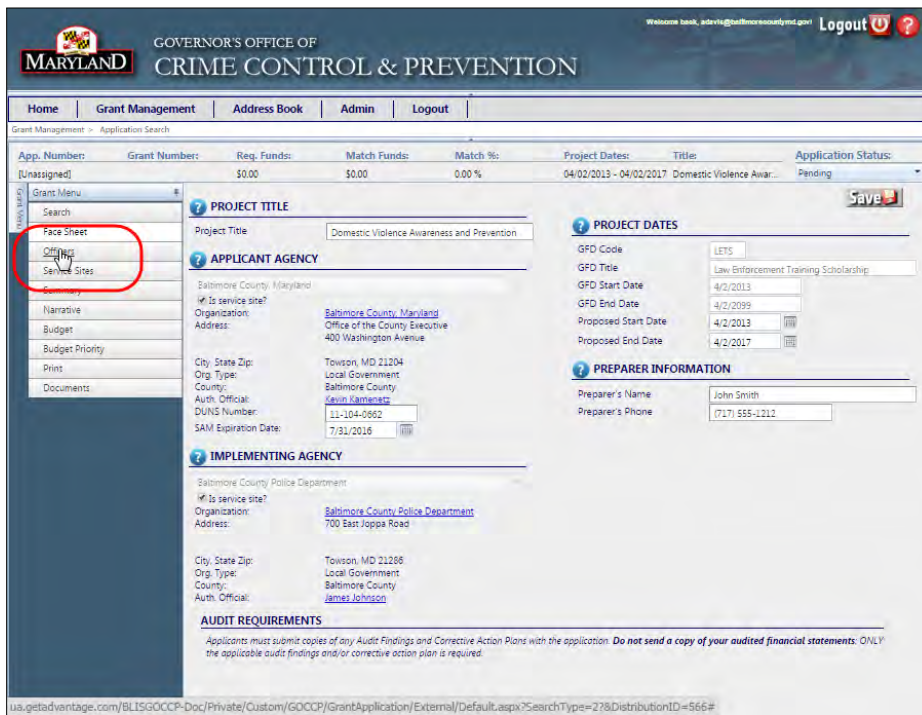 Welcome back, adavis@baltimorecountymd.gov!
Logout
MARYLAND
GOVERNOR'S OFFICE OF
CRIME CONTROL & PREVENTION
Home | Grant Management | Address Book | Admin | Logout
Grant Management > Application Search
App. Number: Grant Number: Req. Funds: Match Funds: Match %: Project Dates: Title: Application Status:
[Unassigned] $0.00 $0.00 0.00 % 04/02/2013 - 04/02/2017 Domestic Violence Awar... Pending
Grant Menu
Grant Menu
Search
Face Sheet
Officers
Service Sites
Summary
Narrative
Budget
Budget Priority
Print
Documents
Save
PROJECT TITLE
Project Title Domestic Violence Awareness and Prevention
APPLICANT AGENCY
Baltimore County, Maryland
Is service site?
Organization: Baltimore County, Maryland
Address: Office of the County Executive
400 Washington Avenue
City, State Zip: Towson, MD 21204
Org. Type: Local Government
County: Baltimore County
Auth. Official: Kevin Kamenetz
DUNS Number: 11-104-0662
SAM Expiration Date: 7/31/2016
IMPLEMENTING AGENCY
Baltimore County Police Department
Is service site?
Organization: Baltimore County Police Department
Address: 700 East Joppa Road
City, State Zip: Towson, MD 21286
Org. Type: Local Government
County: Baltimore County
Auth. Official: James Johnson
PROJECT DATES
GFD Code LETS
GFD Title Law Enforcement Training Scholarship
GFD Start Date 4/2/2013
GFD End Date 4/2/2099
Proposed Start Date 4/2/2013
Proposed End Date 4/2/2017
PREPARER INFORMATION
Preparer's Name John Smith
Preparer's Phone (717) 555-1212
AUDIT REQUIREMENTS
Applicants must submit copies of any Audit Findings and Corrective Action Plans with the application. Do not send a copy of your audited financial statements; ONLY
the applicable audit findings and/or corrective action plan is required.
ua.getadvantage.com/BLISGOCCP-Doc/Private/Custom/GOCCP/GrantApplication/External/Default.aspx?SearchType=27&DistributionID=566#